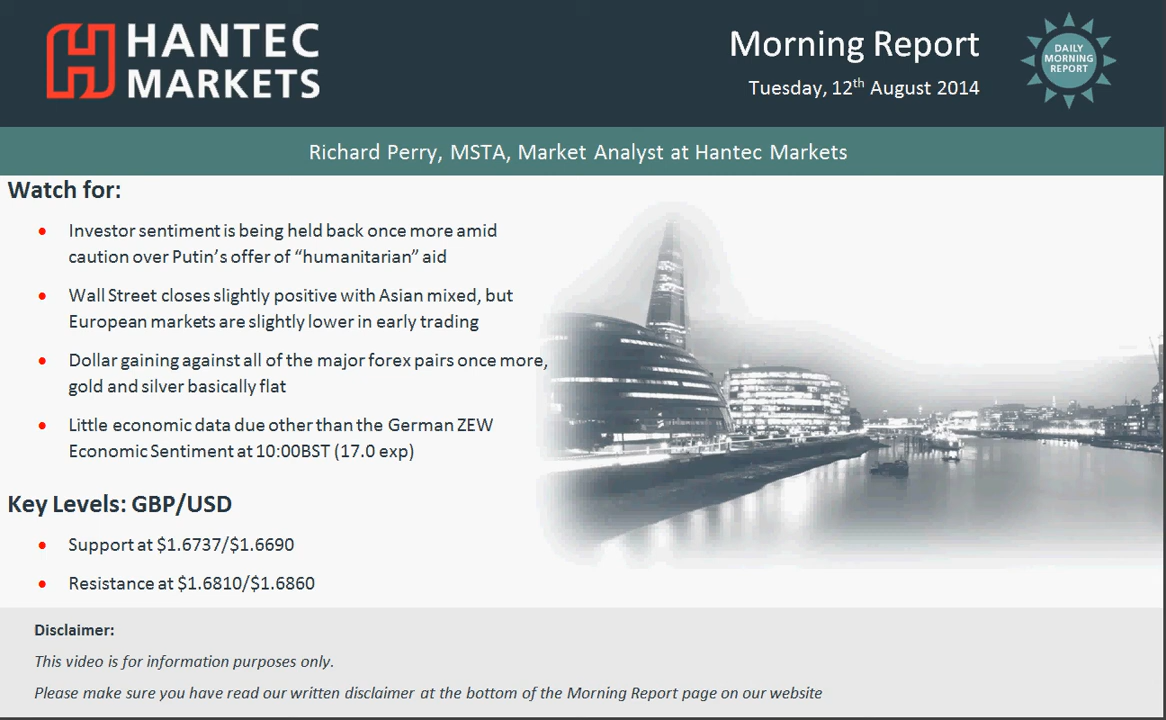 HANTEC
MARKETS
Morning Report
Tuesday, 12th August 2014
DAILY
MORNING
REPORT
Richard Perry, MSTA, Market Analyst at Hantec Markets
Watch for:
• Investor sentiment is being held back once more amid
caution over Putin's offer of “humanitarian” aid
• Wall Street closes slightly positive with Asian mixed, but
European markets are slightly lower in early trading
• Dollar gaining against all of the major forex pairs once more,
gold and silver basically flat
• Little economic data due other than the German ZEW
Economic Sentiment at 10:00BST (17.0 exp)
Key Levels: GBP/USD
• Support at $1.6737/$1.6690
• Resistance at $1.6810/$1.6860
Disclaimer:
This video is for information purposes only.
Please make sure you have read our written disclaimer at the bottom of the Morning Report page on our website